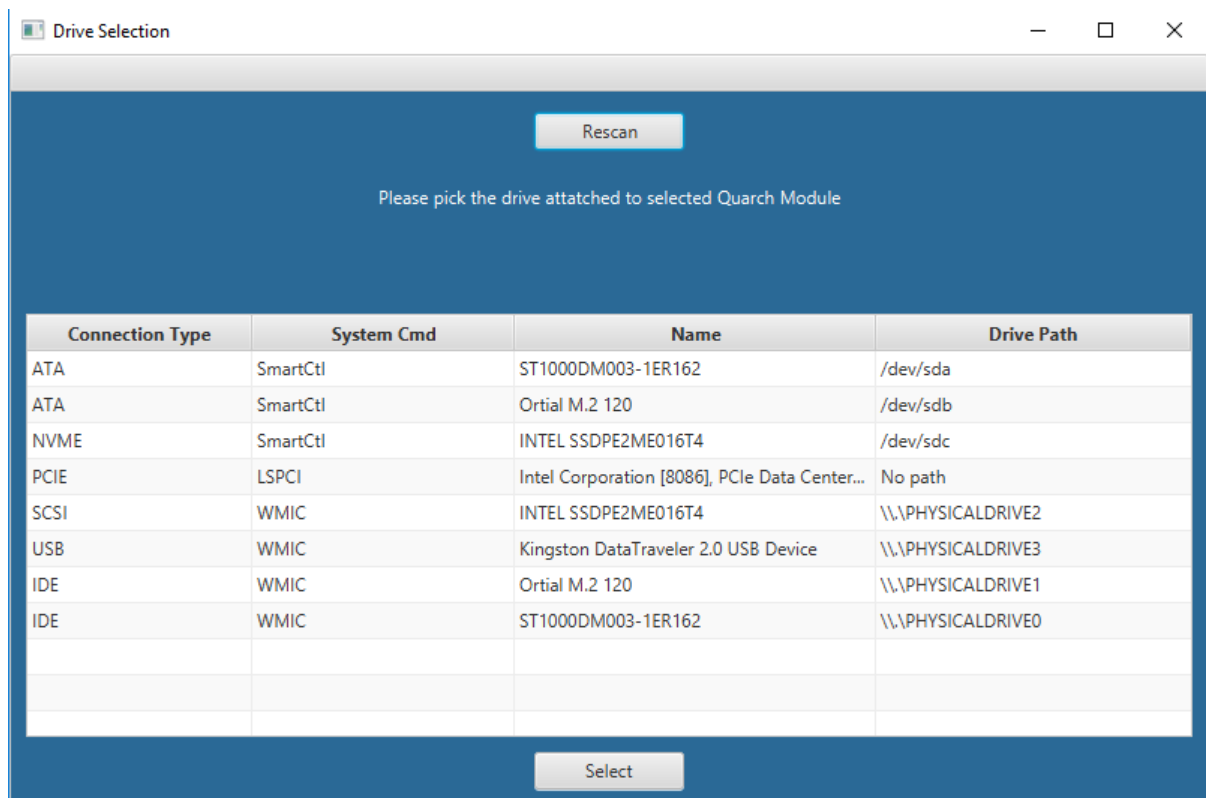 Drive Selection
Rescan
Please pick the drive attatched to selected Quarch Module
Connection Type System Cmd Name Drive Path
ATA SmartCtl ST1000DM003-1ER162 /dev/sda
ATA SmartCtl Ortial M.2 120 /dev/sdb
NVME SmartCtl INTEL SSDPE2ME016T4 /dev/sdc
PCIE LSPCI Intel Corporation [8086], PCIe Data Center... No path
SCSI WMIC INTEL SSDPE2ME016T4 \\.\PHYSICALDRIVE2
USB WMIC Kingston DataTraveler 2.0 USB Device \\.\PHYSICALDRIVE3
IDE WMIC Ortial M.2 120 \\.\PHYSICALDRIVE1
IDE WMIC ST1000DM003-1ER162 \\.\PHYSICALDRIVE0
Select